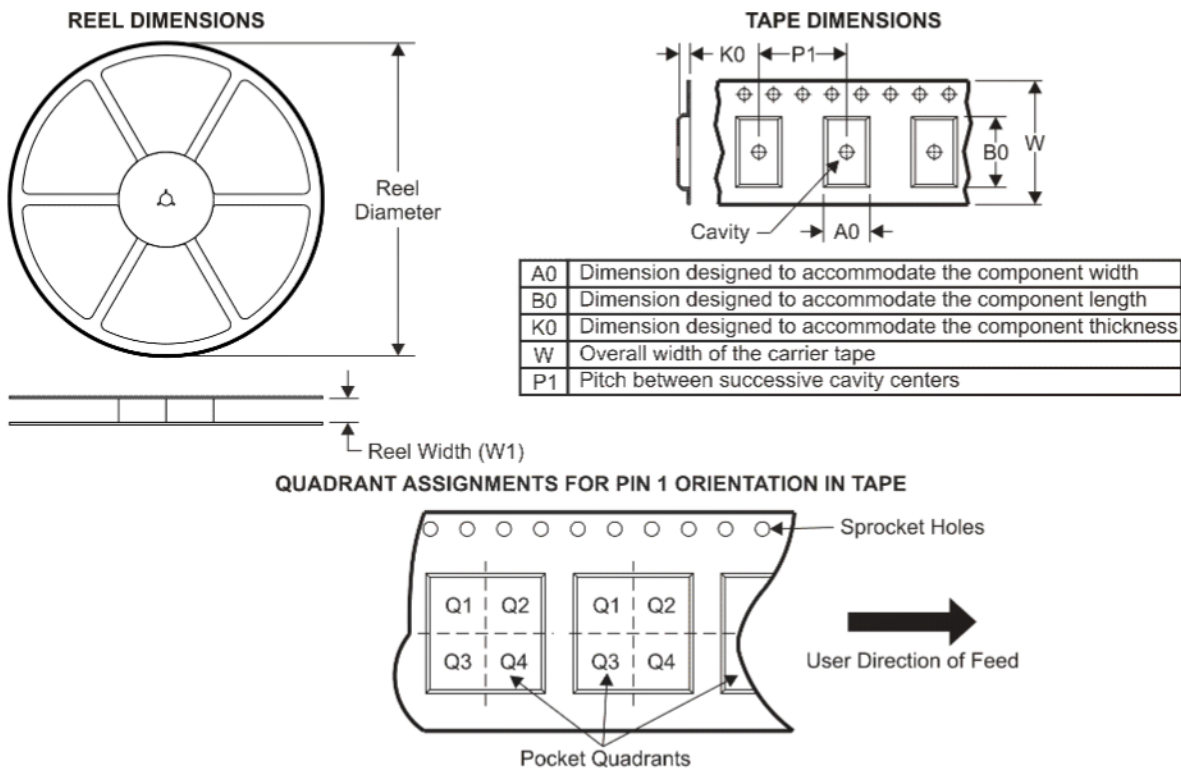 REEL DIMENSIONS
Reel
Diameter
Reel Width (W1)
TAPE DIMENSIONS
K0
P1
B0
W
Cavity
A0
A0 Dimension designed to accommodate the component width
B0 Dimension designed to accommodate the component length
K0 Dimension designed to accommodate the component thickness
W Overall width of the carrier tape
P1 Pitch between successive cavity centers
QUADRANT ASSIGNMENTS FOR PIN 1 ORIENTATION IN TAPE
Sprocket Holes
Q1 Q2 Q1 Q2
Q3 Q4 Q3 Q4
User Direction of Feed
Pocket Quadrants